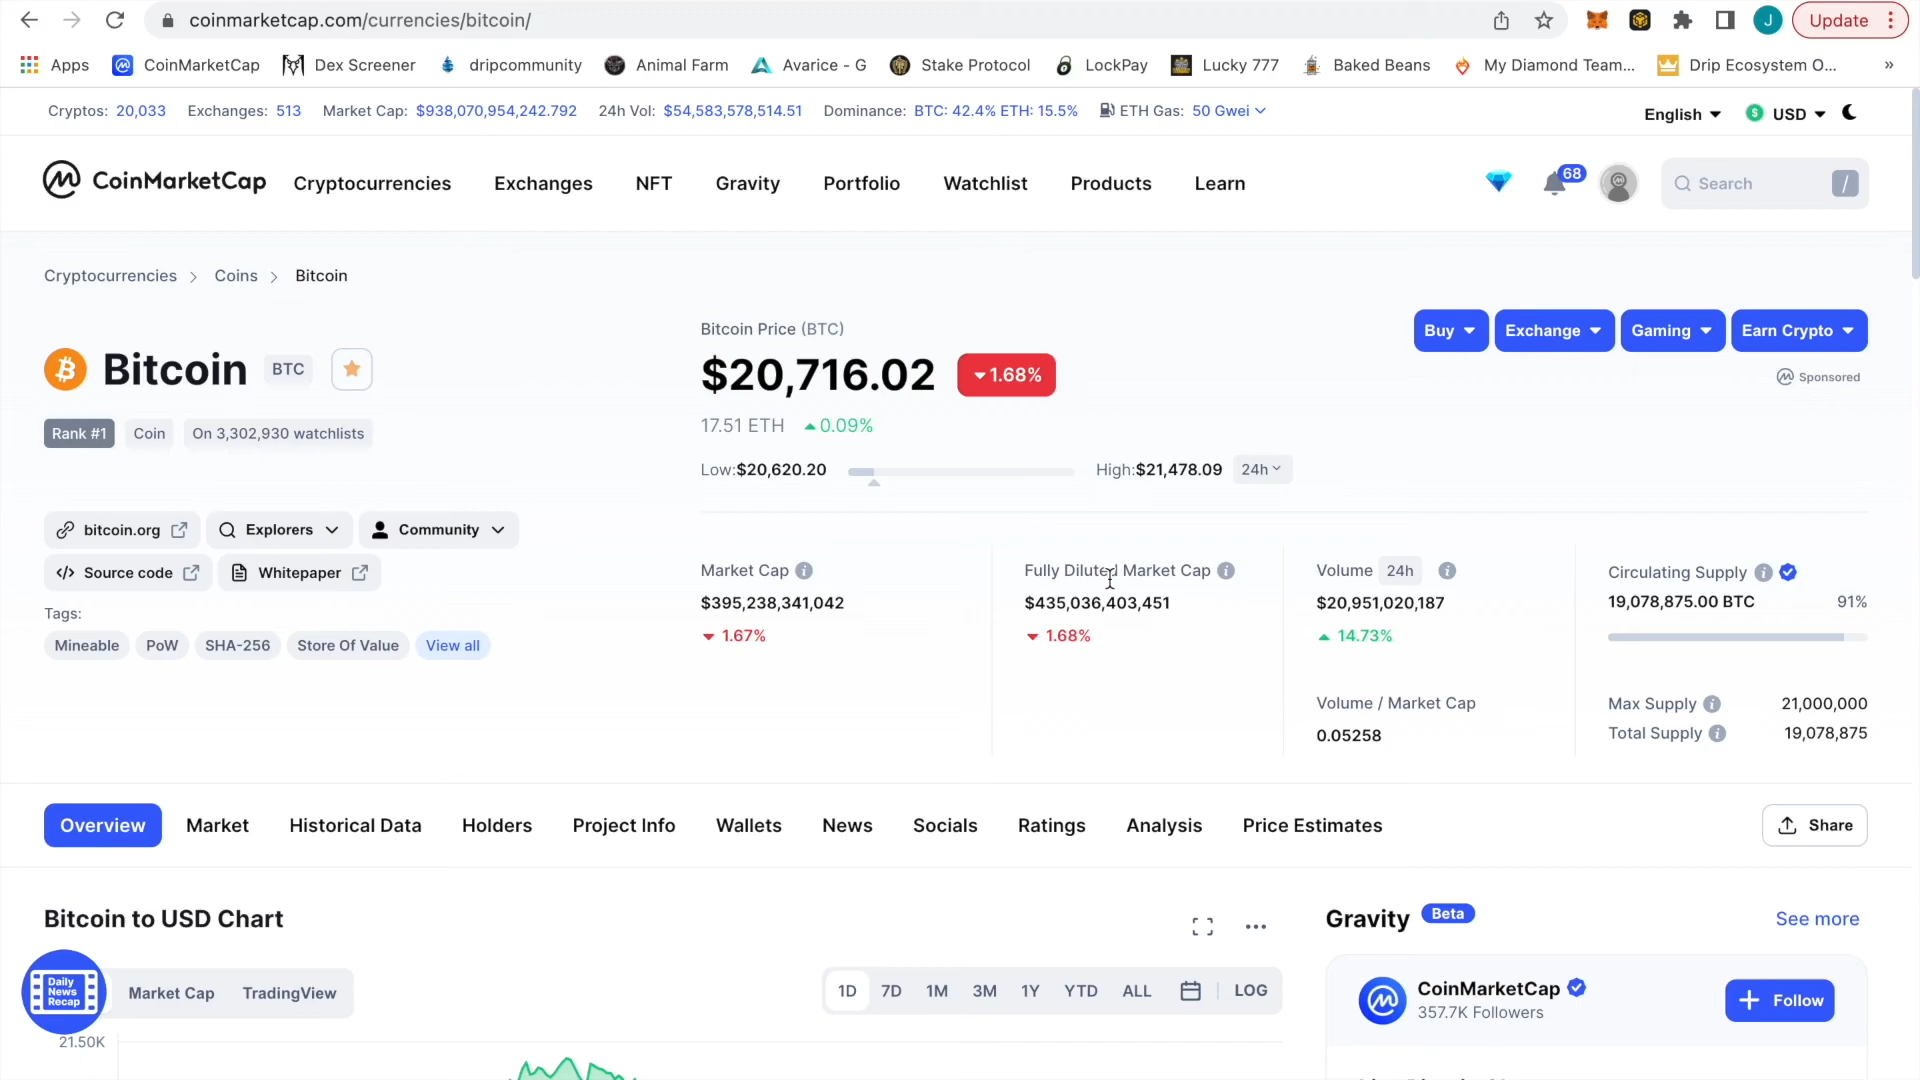 coinmarketcap.com/currencies/bitcoin/
J
Update
Apps CoinMarketCap Dex Screener dripcommunity Animal Farm Avarice - G Stake Protocol LockPay Lucky 777 Baked Beans My Diamond Team... Drip Ecosystem O... »
Cryptos: 20,033 Exchanges: 513 Market Cap: $938,070,954,242.792 24h Vol: $54,583,578,514.51 Dominance: BTC: 42.4% ETH: 15.5% ETH Gas: 50 Gwei
English USD
CoinMarketCap Cryptocurrencies Exchanges NFT Gravity Portfolio Watchlist Products Learn 68 Search /
Cryptocurrencies > Coins > Bitcoin
Bitcoin Price (BTC)
Buy Exchange Gaming Earn Crypto
Bitcoin BTC
$20,716.02 1.68%
Sponsored
17.51 ETH 0.09%
Rank #1 Coin On 3,302,930 watchlists
Low:$20,620.20 High:$21,478.09 24h
bitcoin.org Explorers Community
Source code Whitepaper
Tags:
Mineable PoW SHA-256 Store Of Value View all
Market Cap
$395,238,341,042
1.67%
Fully Diluted Market Cap
$435,036,403,451
1.68%
Volume 24h
$20,951,020,187
14.73%
Volume / Market Cap
0.05258
Circulating Supply
19,078,875.00 BTC 91%
Max Supply 21,000,000
Total Supply 19,078,875
Overview Market Historical Data Holders Project Info Wallets News Socials Ratings Analysis Price Estimates Share
Bitcoin to USD Chart
Daily
News
Recap
Market Cap TradingView
1D 7D 1M 3M 1Y YTD ALL LOG
21.50K
Gravity Beta See more
CoinMarketCap
357.7K Followers
+ Follow